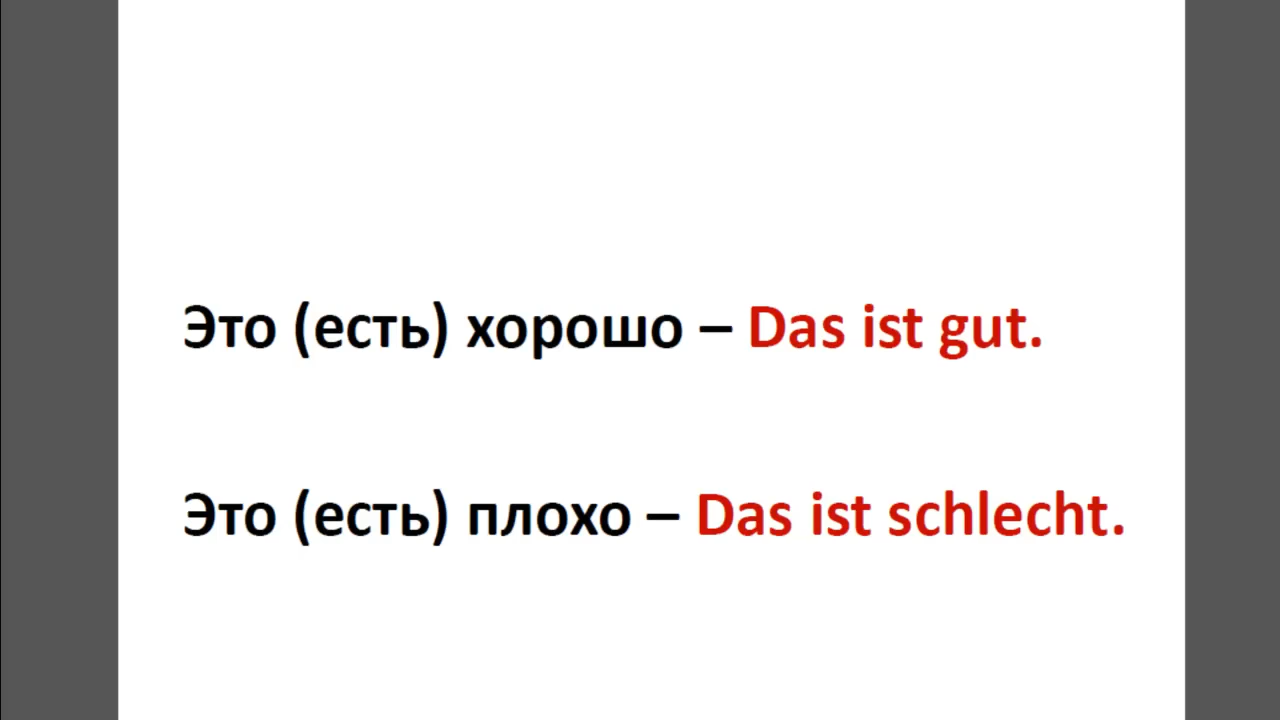 Это (есть) хорошо – Das ist gut.
Это (есть) плохо – Das ist schlecht.